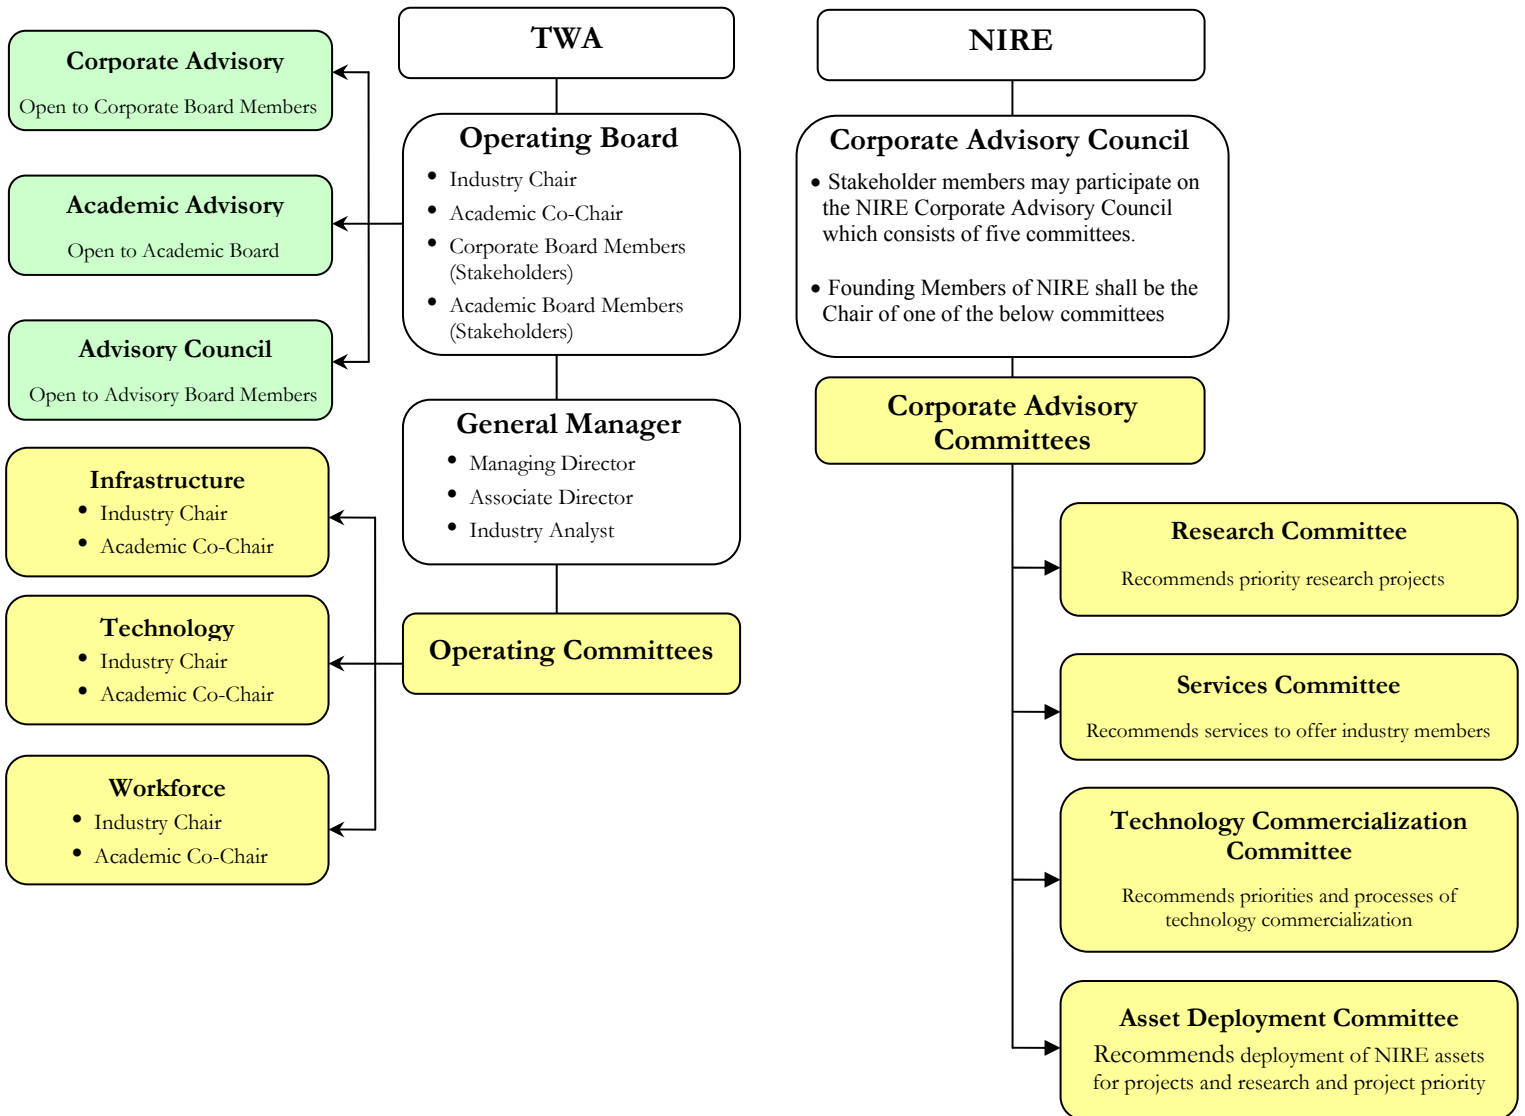 TWA
Corporate Advisory
Open to Corporate Board Members
Academic Advisory
Open to Academic Board
Advisory Council
Open to Advisory Board Members
Operating Board
• Industry Chair
• Academic Co-Chair
• Corporate Board Members
(Stakeholders)
• Academic Board Members
(Stakeholders)
General Manager
• Managing Director
• Associate Director
• Industry Analyst
Operating Committees
Infrastructure
• Industry Chair
• Academic Co-Chair
Technology
• Industry Chair
• Academic Co-Chair
Workforce
• Industry Chair
• Academic Co-Chair
NIRE
Corporate Advisory Council
• Stakeholder members may participate on
the NIRE Corporate Advisory Council
which consists of five committees.
• Founding Members of NIRE shall be the
Chair of one of the below committees
Corporate Advisory
Committees
Research Committee
Recommends priority research projects
Services Committee
Recommends services to offer industry members
Technology Commercialization
Committee
Recommends priorities and processes of
technology commercialization
Asset Deployment Committee
Recommends deployment of NIRE assets
for projects and research and project priority